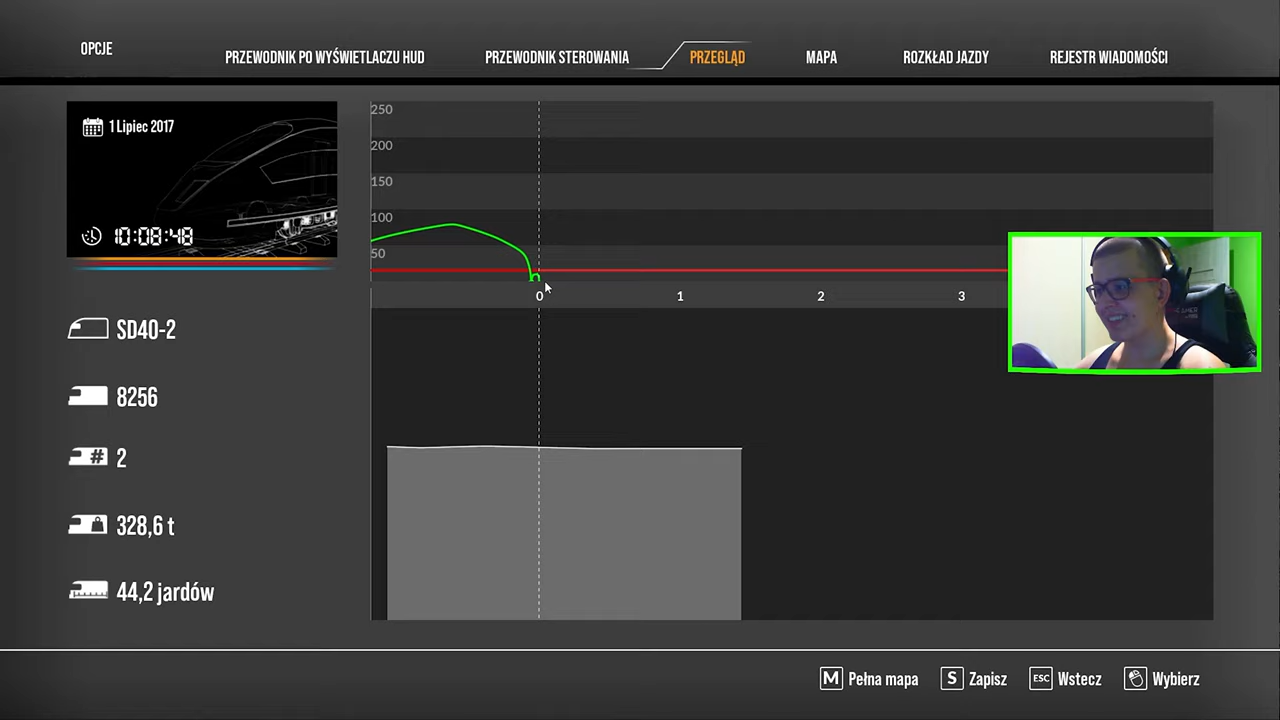 OPCJE
PRZEWODNIK PO WYŚWIETLACZU HUD
PRZEWODNIK STEROWANIA
PRZEGLĄD
MAPA
ROZKŁAD JAZDY
REJESTR WIADOMOŚCI
1 Lipiec 2017
10:08:48
250
200
150
100
50
0
1
2
3
SD40-2
8256
# 2
328,6 t
44,2 jardów
M Pełna mapa
S Zapisz
ESC Wstecz
Wybierz